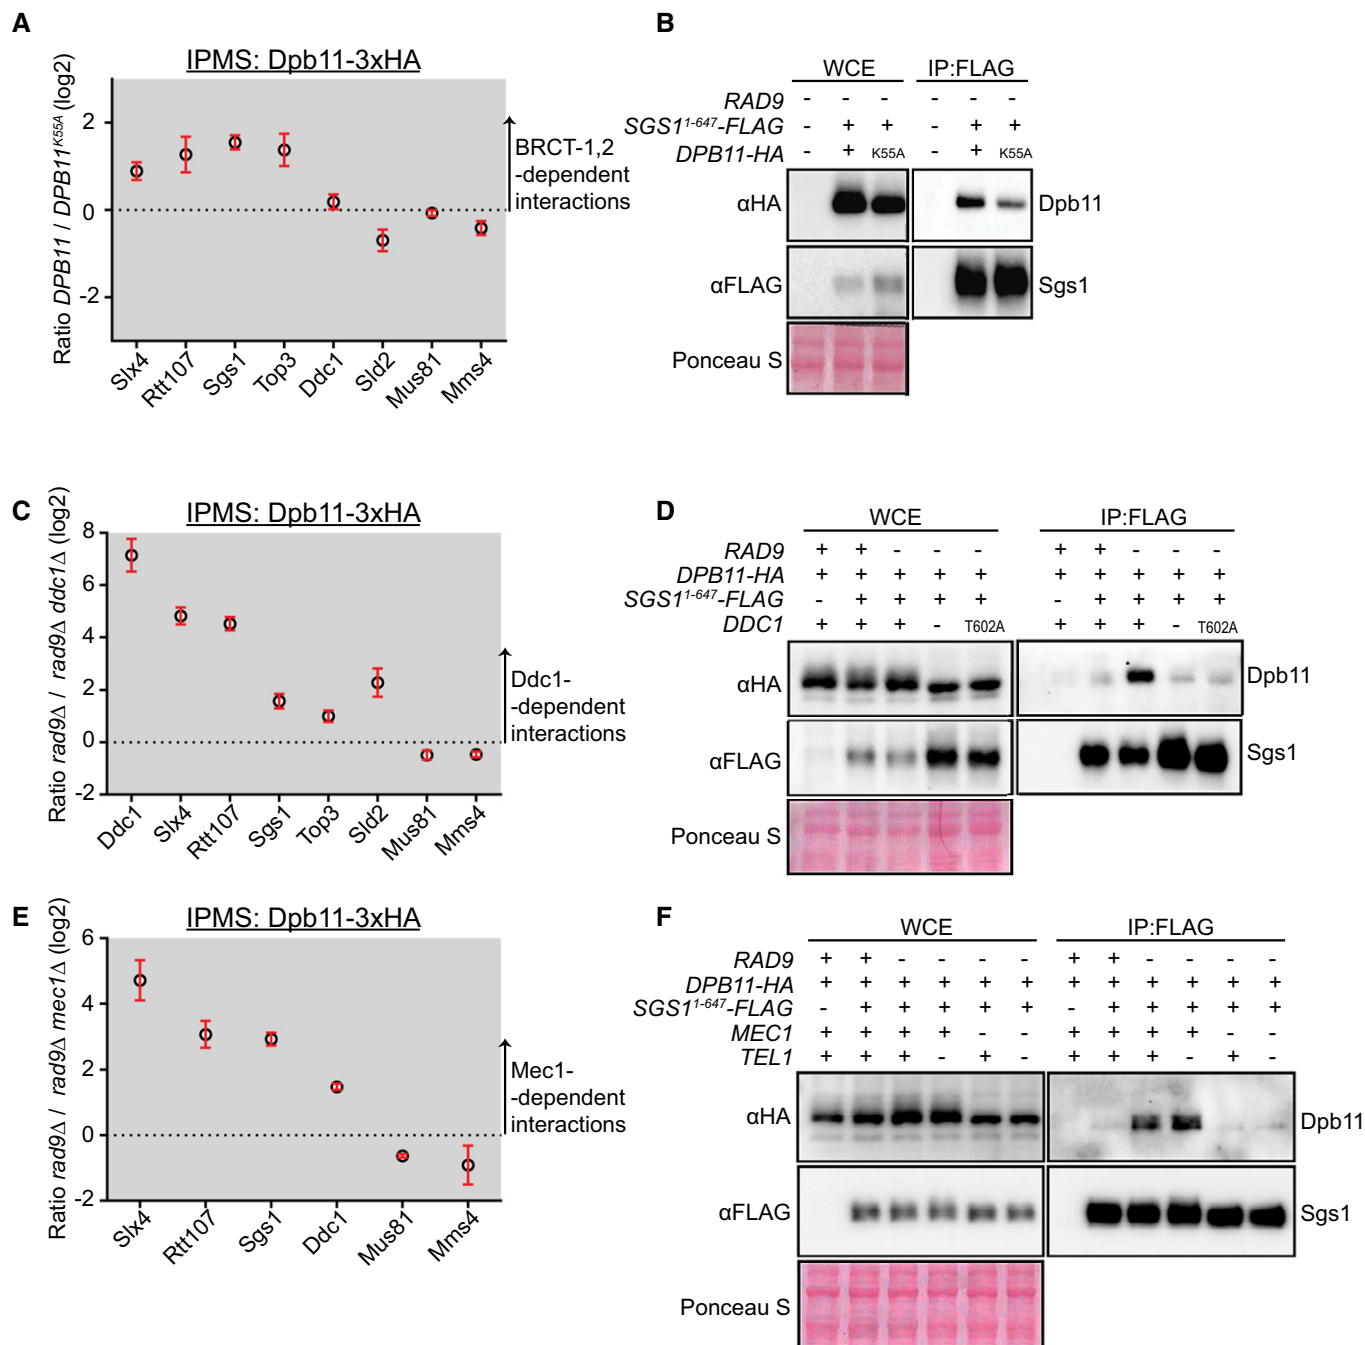 A
IPMS: Dpb11-3xHA
Ratio DPB11 / DPB11K55A (log2)
2
0
-2
Slx4 Rtt107 Sgs1 Top3 Ddc1 Sld2 Mus81 Mms4
BRCT-1,2
-dependent
interactions
B
WCE IP:FLAG
RAD9 - - - - - -
SGS11-647-FLAG - + + - + +
DPB11-HA - + K55A - + K55A
αHA Dpb11
αFLAG Sgs1
Ponceau S
C
IPMS: Dpb11-3xHA
Ratio rad9Δ / rad9Δ ddc1Δ (log2)
8
6
4
2
0
-2
Ddc1 Slx4 Rtt107 Sgs1 Top3 Sld2 Mus81 Mms4
Ddc1-
-dependent
interactions
D
WCE IP:FLAG
RAD9 + + - - - + + - - -
DPB11-HA + + + + + + + + + +
SGS11-647-FLAG - + + + + - + + + +
DDC1 + + + - T602A + + + - T602A
αHA Dpb11
αFLAG Sgs1
Ponceau S
E
IPMS: Dpb11-3xHA
Ratio rad9Δ / rad9Δ mec1Δ (log2)
6
4
2
0
-2
Slx4 Rtt107 Sgs1 Ddc1 Mus81 Mms4
Mec1-
-dependent
interactions
F
WCE IP:FLAG
RAD9 + + - - - - + + - - - -
DPB11-HA + + + + + + + + + + + +
SGS11-647-FLAG - + + + + + - + + + + +
MEC1 + + + + - - + + + + - -
TEL1 + + + - + - + + + - + -
αHA Dpb11
αFLAG Sgs1
Ponceau S